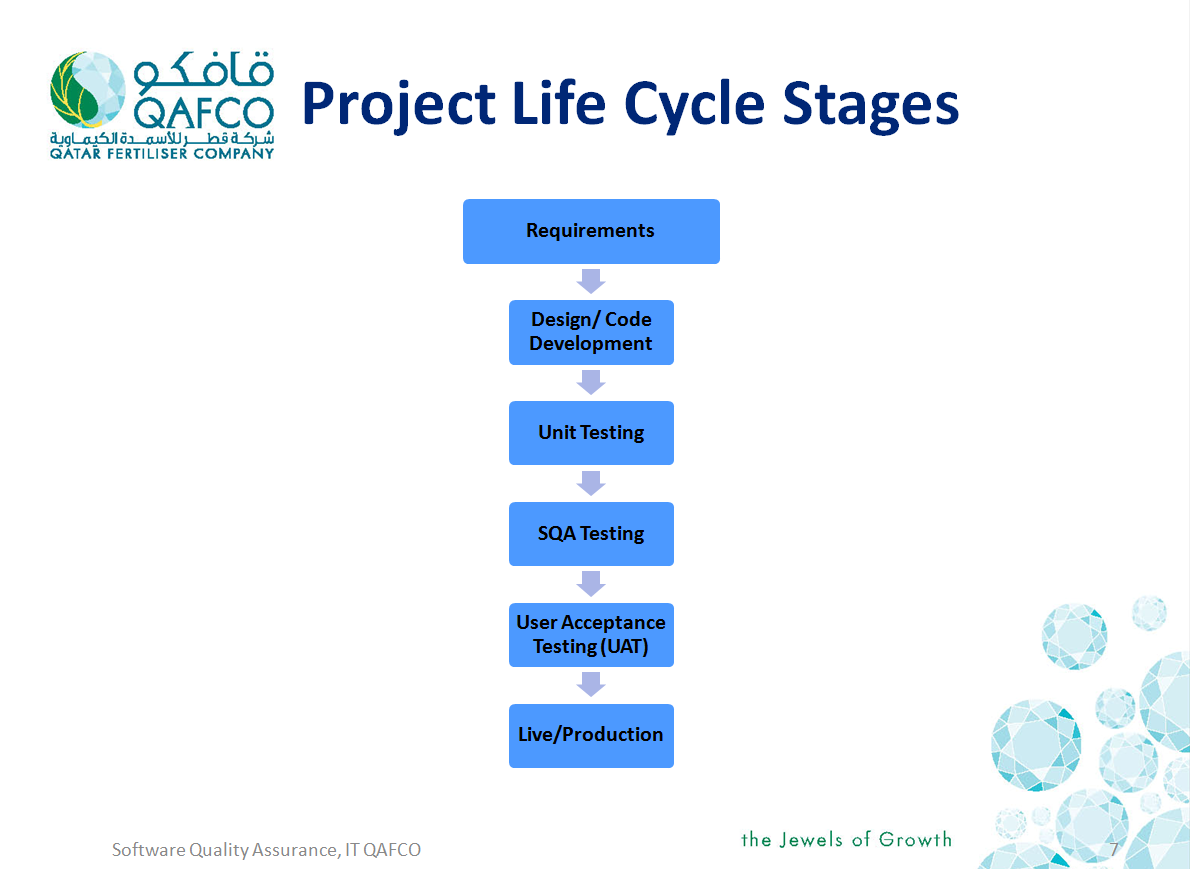 قافكو
QAFCO
شركة قطر للأسمدة الكيماوية
QATAR FERTILISER COMPANY
Project Life Cycle Stages
Requirements
Design/ Code
Development
Unit Testing
SQA Testing
User Acceptance
Testing (UAT)
Live/Production
the Jewels of Growth
Software Quality Assurance, IT QAFCO
7